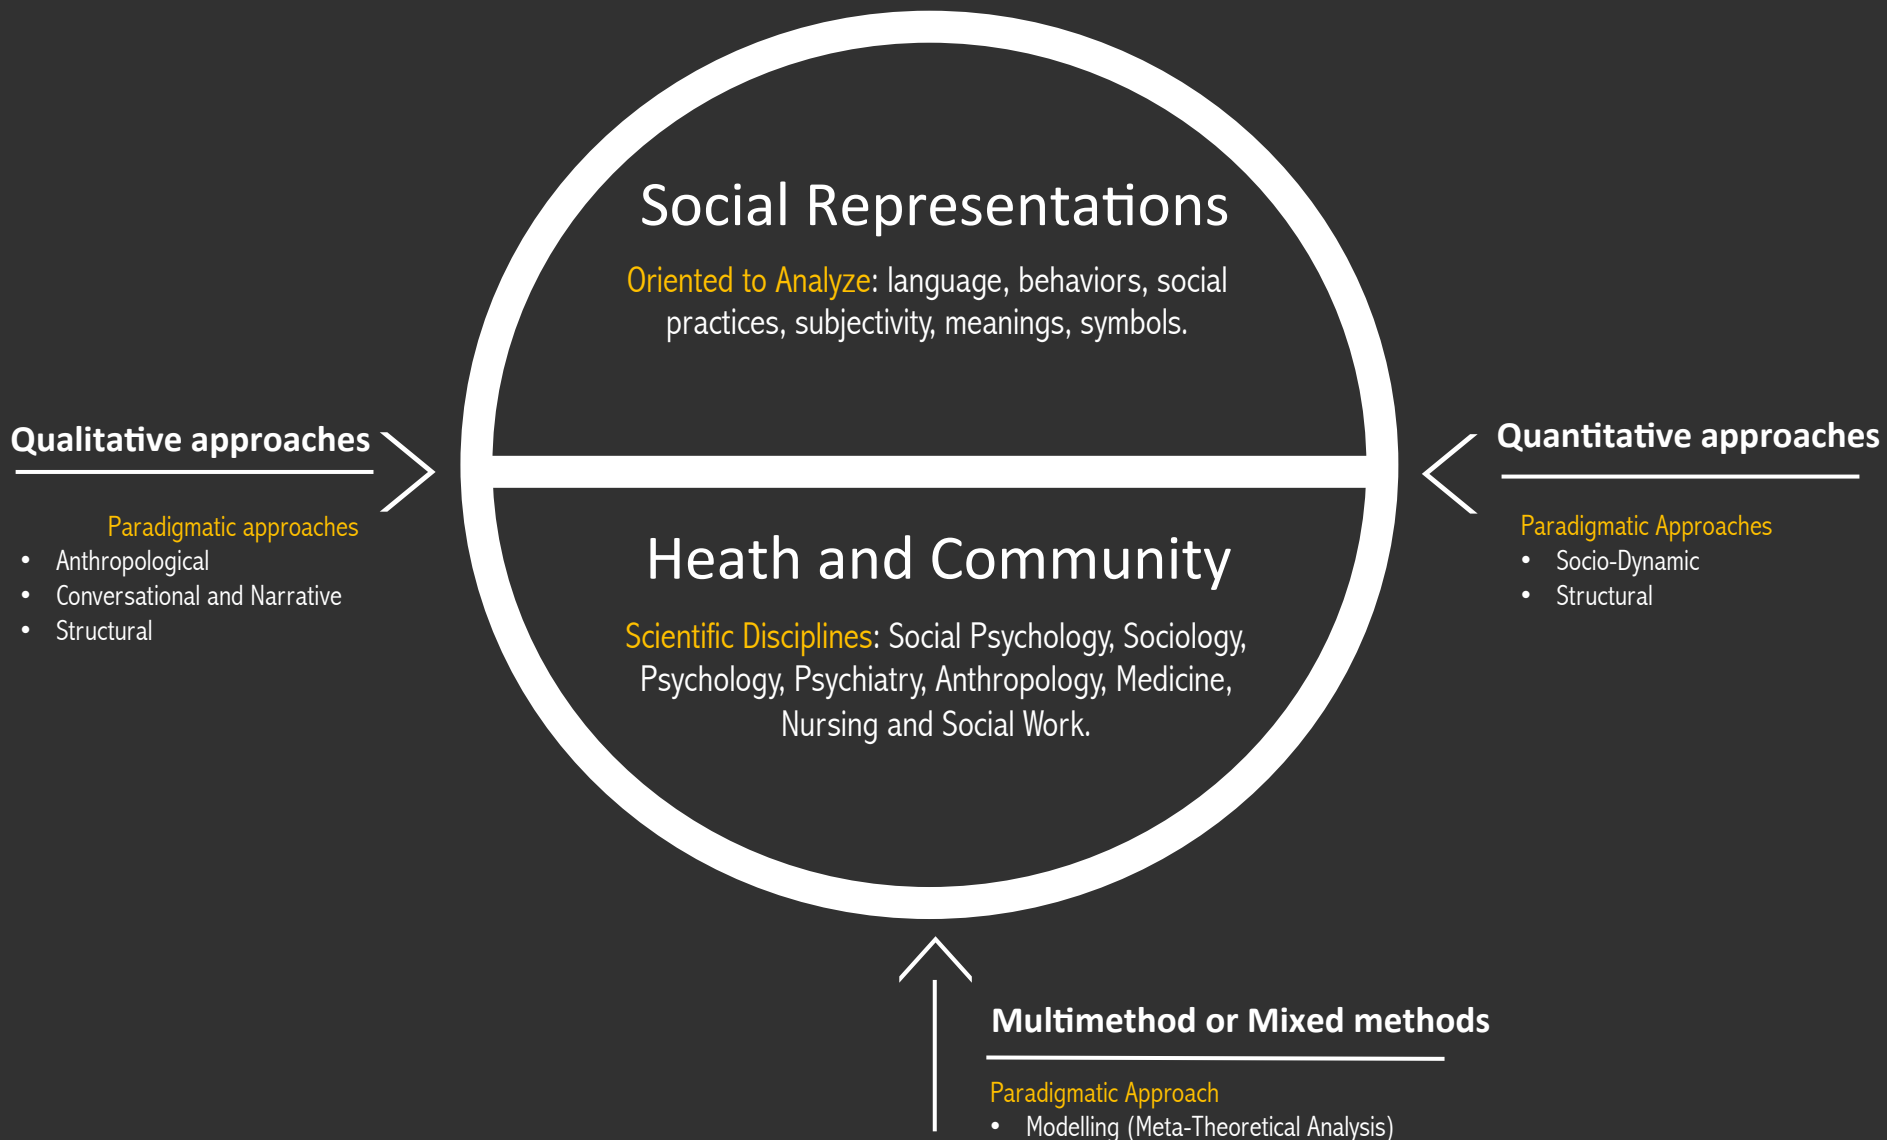 Social Representations
Oriented to Analyze: language, behaviors, social
practices, subjectivity, meanings, symbols.
Qualitative approaches
Paradigmatic approaches
• Anthropological
• Conversational and Narrative
• Structural
Quantitative approaches
Paradigmatic Approaches
• Socio-Dynamic
• Structural
Heath and Community
Scientific Disciplines: Social Psychology, Sociology,
Psychology, Psychiatry, Anthropology, Medicine,
Nursing and Social Work.
Multimethod or Mixed methods
Paradigmatic Approach
• Modelling (Meta-Theoretical Analysis)